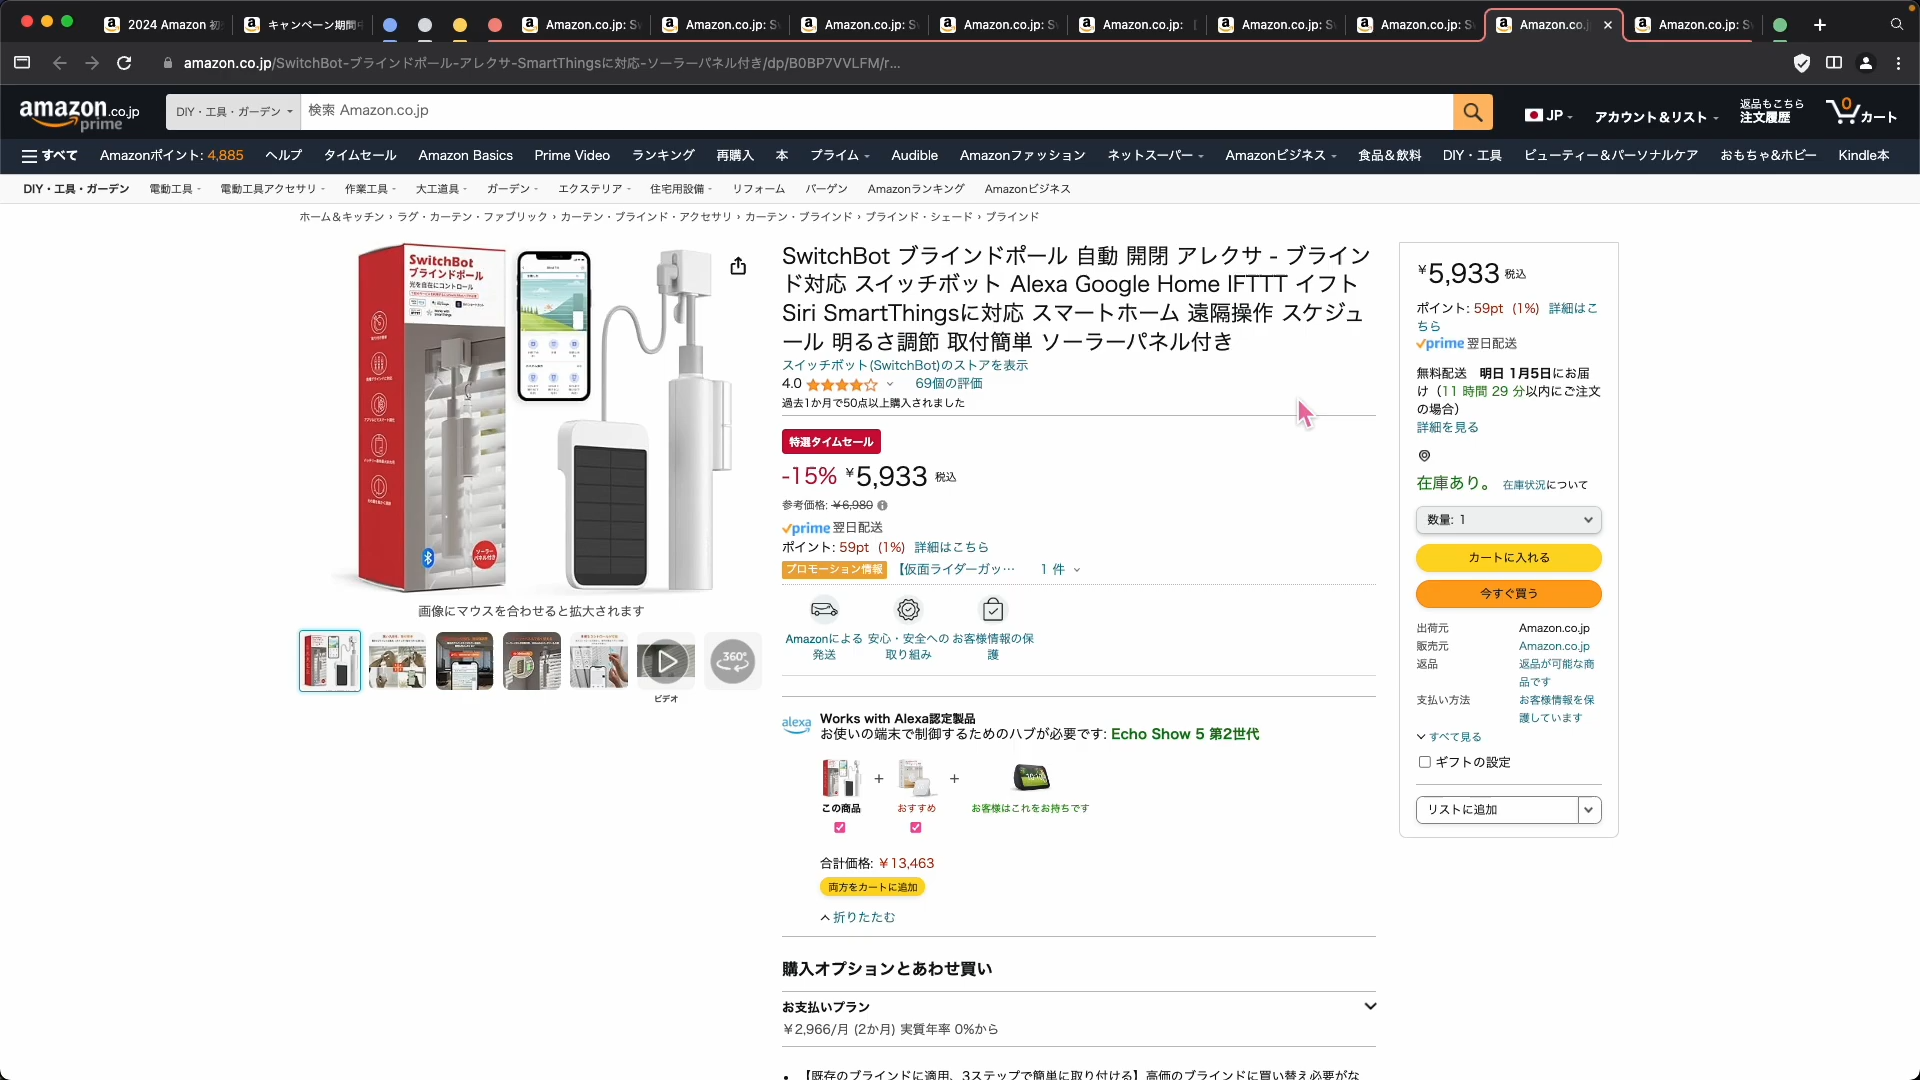 2024 Amazon 初
キャンペーン期間中
Amazon.co.jp: S
Amazon.co.jp: S
Amazon.co.jp: S
Amazon.co.jp: S
Amazon.co.jp:
Amazon.co.jp: S
Amazon.co.jp: S
Amazon.co.j
Amazon.co.jp: S
amazon.co.jp/SwitchBot-ブラインドポール-アレクサ-SmartThingsに対応-ソーラーパネル付き/dp/B0BP7VVLFM/r...
amazon.co.jp
prime
DIY・工具・ガーデン
検索 Amazon.co.jp
JP
アカウント＆リスト
返品もこちら
注文履歴
0
カート
すべて Amazonポイント: 4,885 ヘルプ タイムセール Amazon Basics Prime Video ランキング 再購入 本 プライム Audible Amazonファッション ネットスーパー Amazonビジネス 食品＆飲料 DIY・工具 ビューティー＆パーソナルケア おもちゃ&ホビー Kindle本
DIY・工具・ガーデン 電動工具 電動工具アクセサリ 作業工具 大工道具 ガーデン エクステリア 住宅用設備 リフォーム バーゲン Amazonランキング Amazonビジネス
ホーム＆キッチン › ラグ・カーテン・ファブリック › カーテン・ブラインド・アクセサリ › カーテン・ブラインド › ブラインド・シェード › ブラインド
SwitchBot
ブラインドポール
光を自在にコントロール
ソーラー
パネル付き
画像にマウスを合わせると拡大されます
360°
ビデオ
SwitchBot ブラインドポール 自動 開閉 アレクサ - ブライン
ド対応 スイッチボット Alexa Google Home IFTTT イフト
Siri SmartThingsに対応 スマートホーム 遠隔操作 スケジュ
ール 明るさ調節 取付簡単 ソーラーパネル付き
スイッチボット(SwitchBot)のストアを表示
4.0 69個の評価
過去1か月で50点以上購入されました
特選タイムセール
-15% ¥5,933 税込
参考価格: ¥6,980
prime 翌日配送
ポイント: 59pt (1%) 詳細はこちら
プロモーション情報 【仮面ライダーガッ… 1 件
Amazonによる
発送
安心・安全への
取り組み
お客様情報の保
護
alexa
Works with Alexa認定製品
お使いの端末で制御するためのハブが必要です: Echo Show 5 第2世代
+ +
この商品 おすすめ お客様はこれをお持ちです
合計価格: ￥13,463
両方をカートに追加
折りたたむ
購入オプションとあわせ買い
お支払いプラン
￥2,966/月 (2か月) 実質年率 0%から
• 【既存のブラインドに適用、3ステップで簡単に取り付ける】高価のブラインドに買い替え必要がな
¥5,933 税込
ポイント: 59pt (1%) 詳細はこ
ちら
prime 翌日配送
無料配送 明日 1月5日にお届
け（11 時間 29 分以内にご注文
の場合）
詳細を見る
在庫あり。 在庫状況について
数量: 1
カートに入れる
今すぐ買う
出荷元 Amazon.co.jp
販売元 Amazon.co.jp
返品 返品が可能な商
品です
支払い方法 お客様情報を保
護しています
すべて見る
ギフトの設定
リストに追加